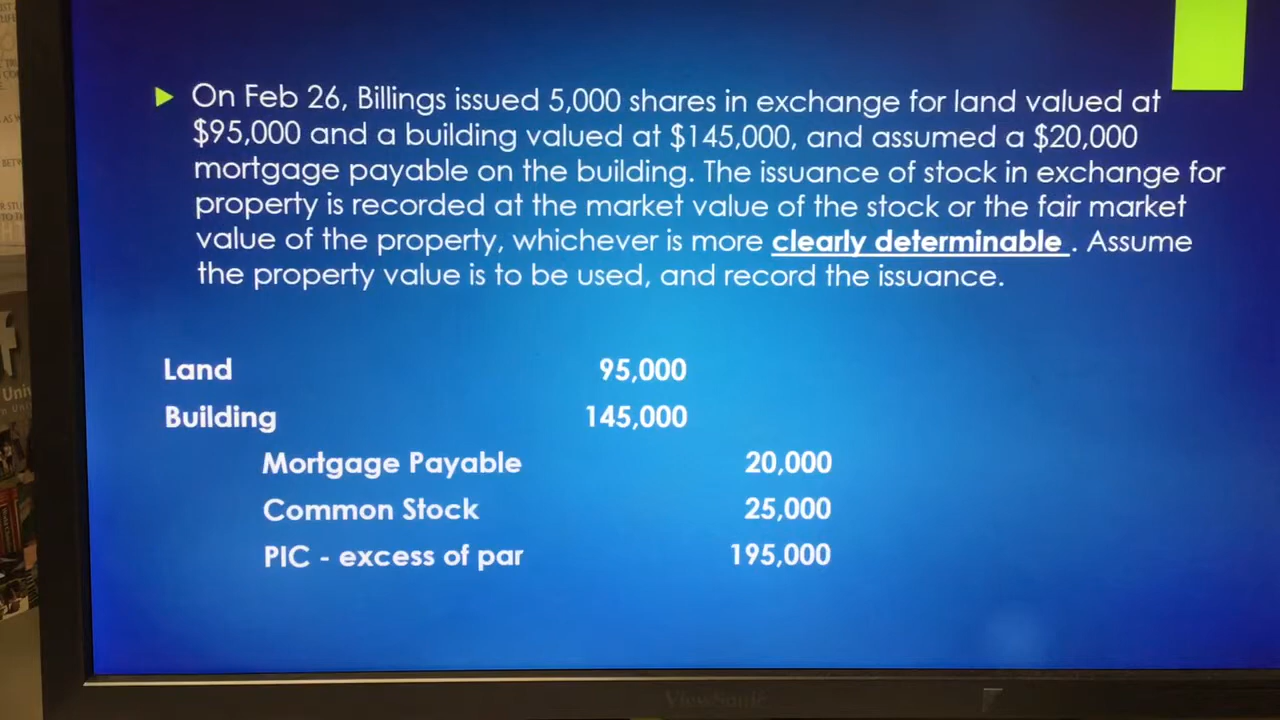 On Feb 26, Billings issued 5,000 shares in exchange for land valued at
$95,000 and a building valued at $145,000, and assumed a $20,000
mortgage payable on the building. The issuance of stock in exchange for
property is recorded at the market value of the stock or the fair market
value of the property, whichever is more clearly determinable . Assume
the property value is to be used, and record the issuance.
Land 95,000
Building 145,000
Mortgage Payable 20,000
Common Stock 25,000
PIC - excess of par 195,000
ViewSonic